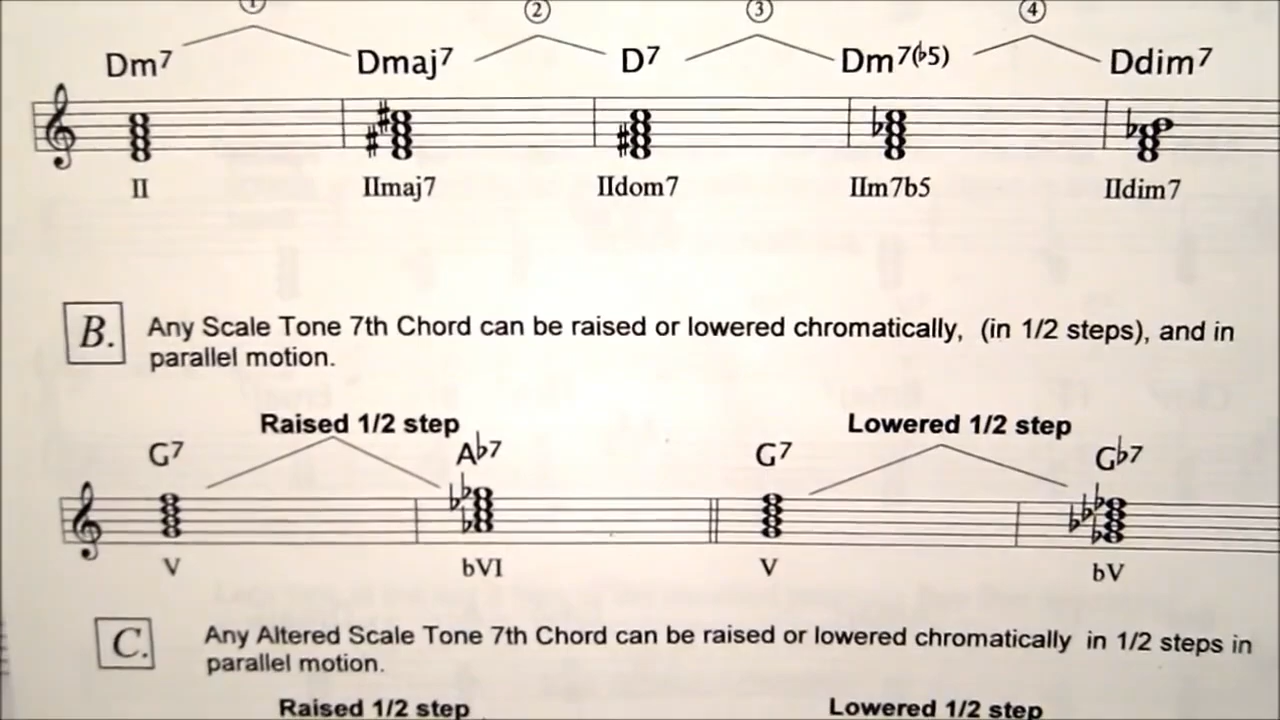 ① ② ③ ④
Dm7 Dmaj7 D7 Dm7(♭5) Ddim7
II IImaj7 IIdom7 IIm7b5 IIdim7
B. Any Scale Tone 7th Chord can be raised or lowered chromatically, (in 1/2 steps), and in
parallel motion.
Raised 1/2 step Lowered 1/2 step
G7 A♭7 G7 G♭7
V bVI V bV
C. Any Altered Scale Tone 7th Chord can be raised or lowered chromatically in 1/2 steps in
parallel motion.
Raised 1/2 step Lowered 1/2 step